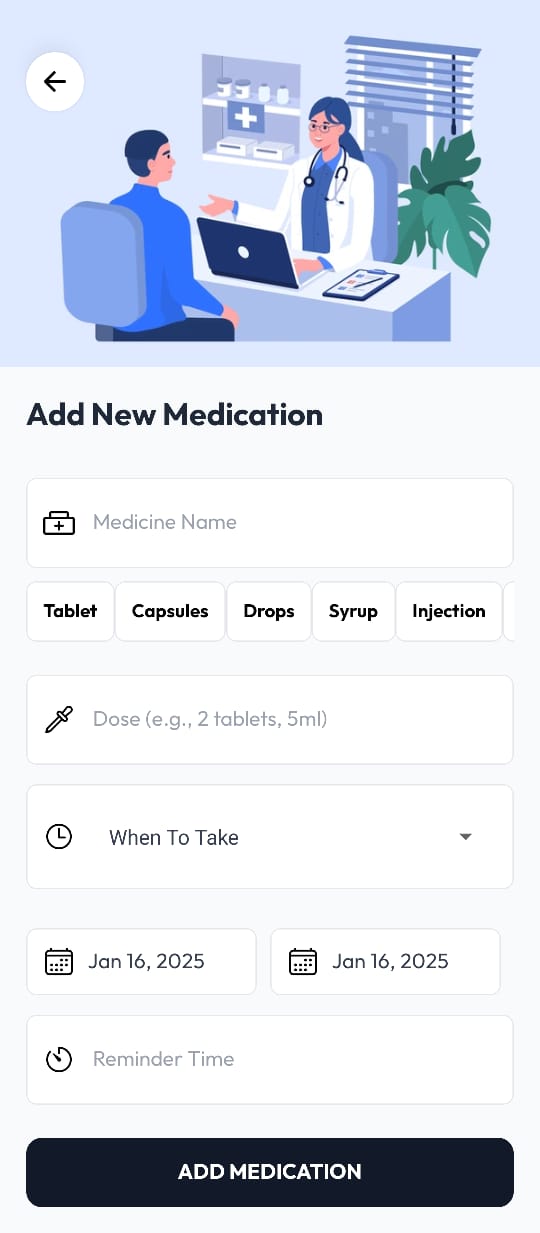 Add New Medication
Medicine Name
Tablet Capsules Drops Syrup Injection
Dose (e.g., 2 tablets, 5ml)
When To Take
Jan 16, 2025 Jan 16, 2025
Reminder Time
ADD MEDICATION